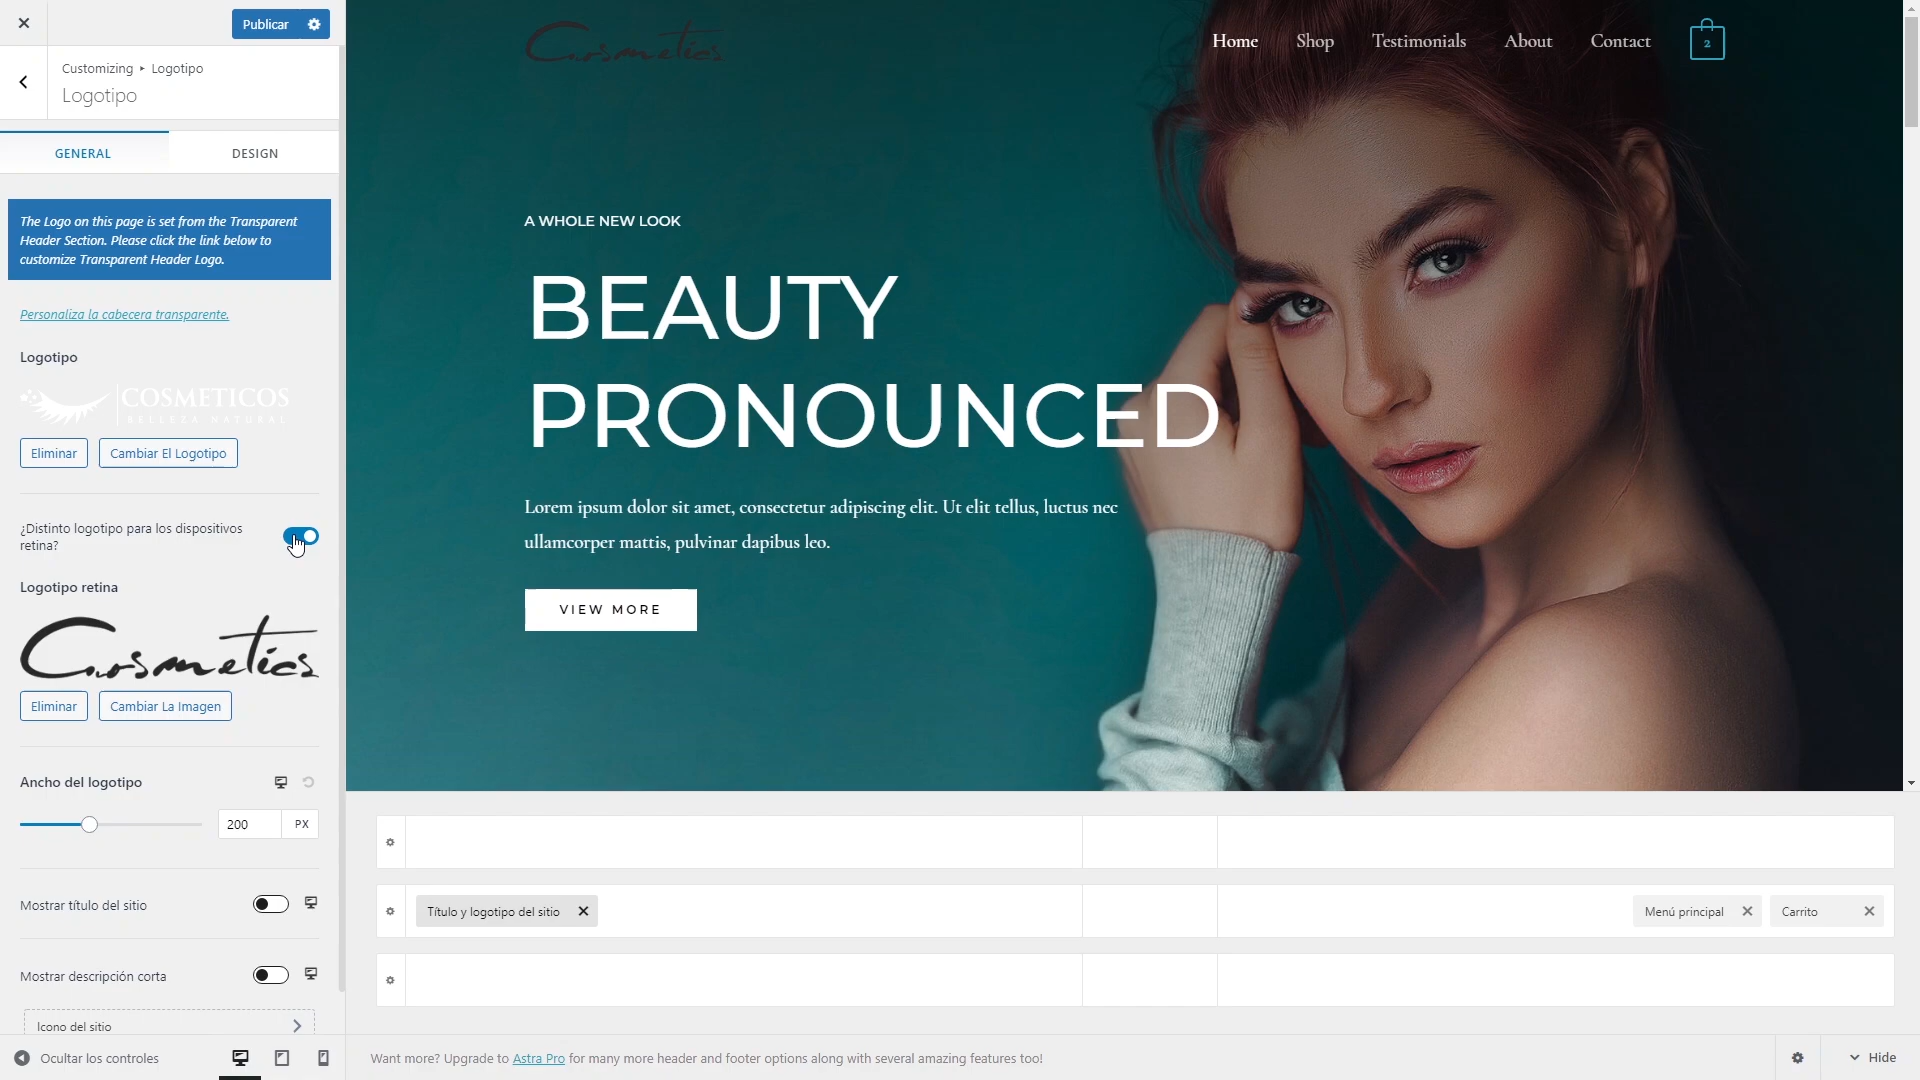 Publicar
Customizing ▸ Logotipo
Logotipo
GENERAL
DESIGN
The Logo on this page is set from the Transparent
Header Section. Please click the link below to
customize Transparent Header Logo.
Personaliza la cabecera transparente.
Logotipo
COSMETICOS
BELLEZA NATURAL
Eliminar
Cambiar El Logotipo
¿Distinto logotipo para los dispositivos
retina?
Logotipo retina
Cosmetics
Eliminar
Cambiar La Imagen
Ancho del logotipo
200
PX
Mostrar título del sitio
Mostrar descripción corta
Icono del sitio
Ocultar los controles
Cosmetics
Home
Shop
Testimonials
About
Contact
2
A WHOLE NEW LOOK
BEAUTY
PRONOUNCED
Lorem ipsum dolor sit amet, consectetur adipiscing elit. Ut elit tellus, luctus nec
ullamcorper mattis, pulvinar dapibus leo.
VIEW MORE
Título y logotipo del sitio
Menú principal
Carrito
Want more? Upgrade to Astra Pro for many more header and footer options along with several amazing features too!
Hide